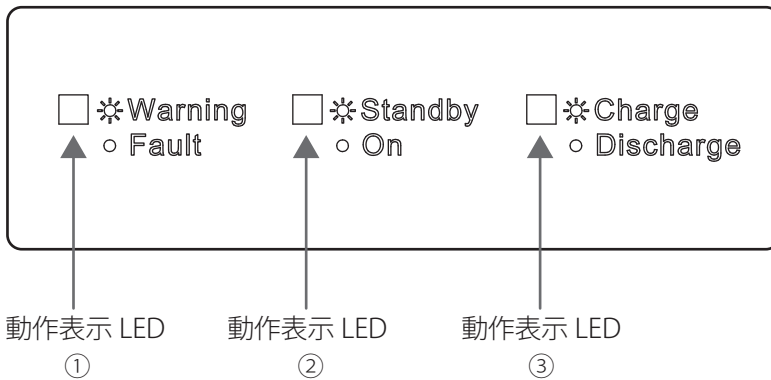 Warning
Fault
Standby
On
Charge
Discharge
動作表示 LED
①
動作表示 LED
②
動作表示 LED
③